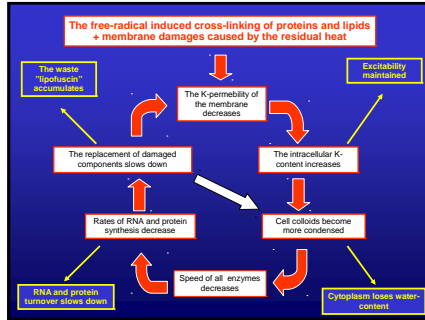 The free-radical induced cross-linking of proteins and lipids
+ membrane damages caused by the residual heat
The waste
"lipofuscin"
accumulates
Excitability
maintained
The K-permebility of
the membrane
decreases
The replacement of damaged
components slows down
The intracellular K-
content increases
Rates of RNA and protein
synthesis decrease
Cell colloids become
more condensed
Speed of all enzymes
decreases
RNA and protein
turnover slows down
Cytoplasm loses water-
content